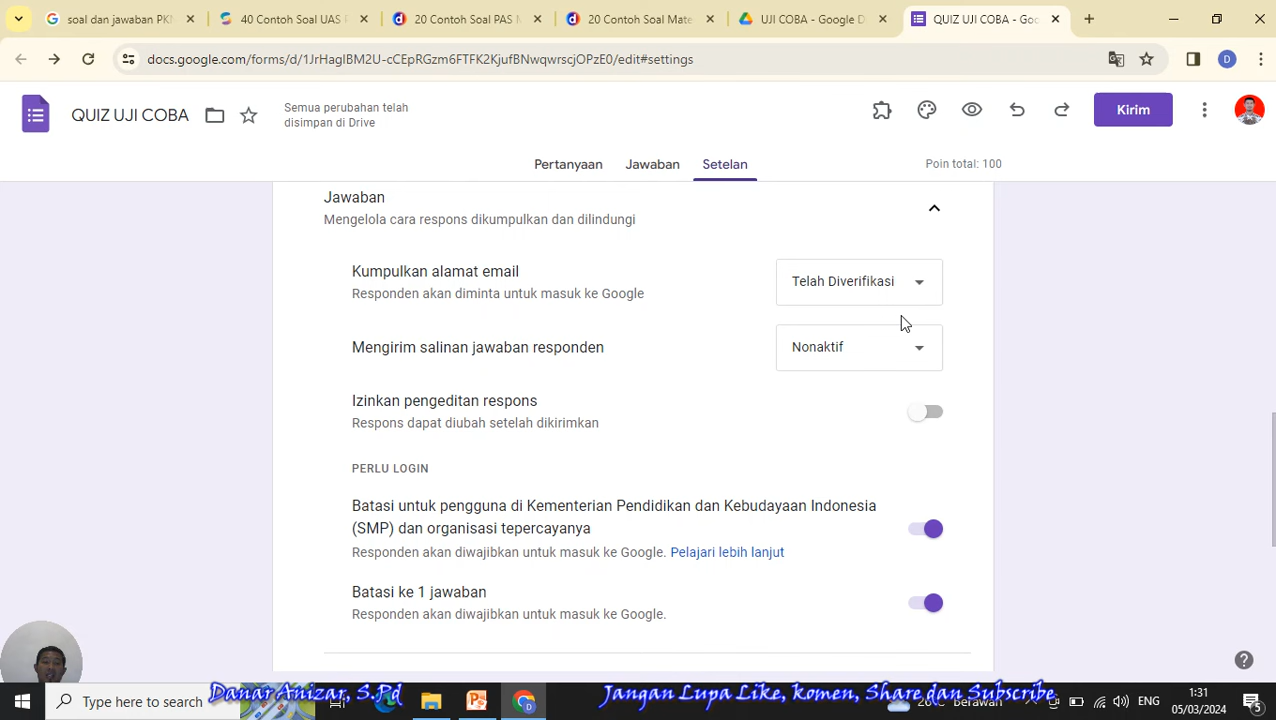 soal dan jawaban PKN
40 Contoh Soal UAS
20 Contoh Soal PAS M
20 Contoh Soal Mate
UJI COBA - Google D
QUIZ UJI COBA - Goo
docs.google.com/forms/d/1JrHagIBM2U-cCEpRGzm6FTFK2KjufBNwqwrscjOPzE0/edit#settings
D
QUIZ UJI COBA
Semua perubahan telah
disimpan di Drive
Kirim
Pertanyaan
Jawaban
Setelan
Poin total: 100
Jawaban
Mengelola cara respons dikumpulkan dan dilindungi
Kumpulkan alamat email
Telah Diverifikasi
Responden akan diminta untuk masuk ke Google
Mengirim salinan jawaban responden
Nonaktif
Izinkan pengeditan respons
Respons dapat diubah setelah dikirimkan
PERLU LOGIN
Batasi untuk pengguna di Kementerian Pendidikan dan Kebudayaan Indonesia
(SMP) dan organisasi tepercayanya
Responden akan diwajibkan untuk masuk ke Google. Pelajari lebih lanjut
Batasi ke 1 jawaban
Responden akan diwajibkan untuk masuk ke Google.
Type here to search
Danar Anizar, S.Pd
Jangan Lupa Like, komen, Share dan Subscribe
Berawan
ENG
1:31
05/03/2024
5